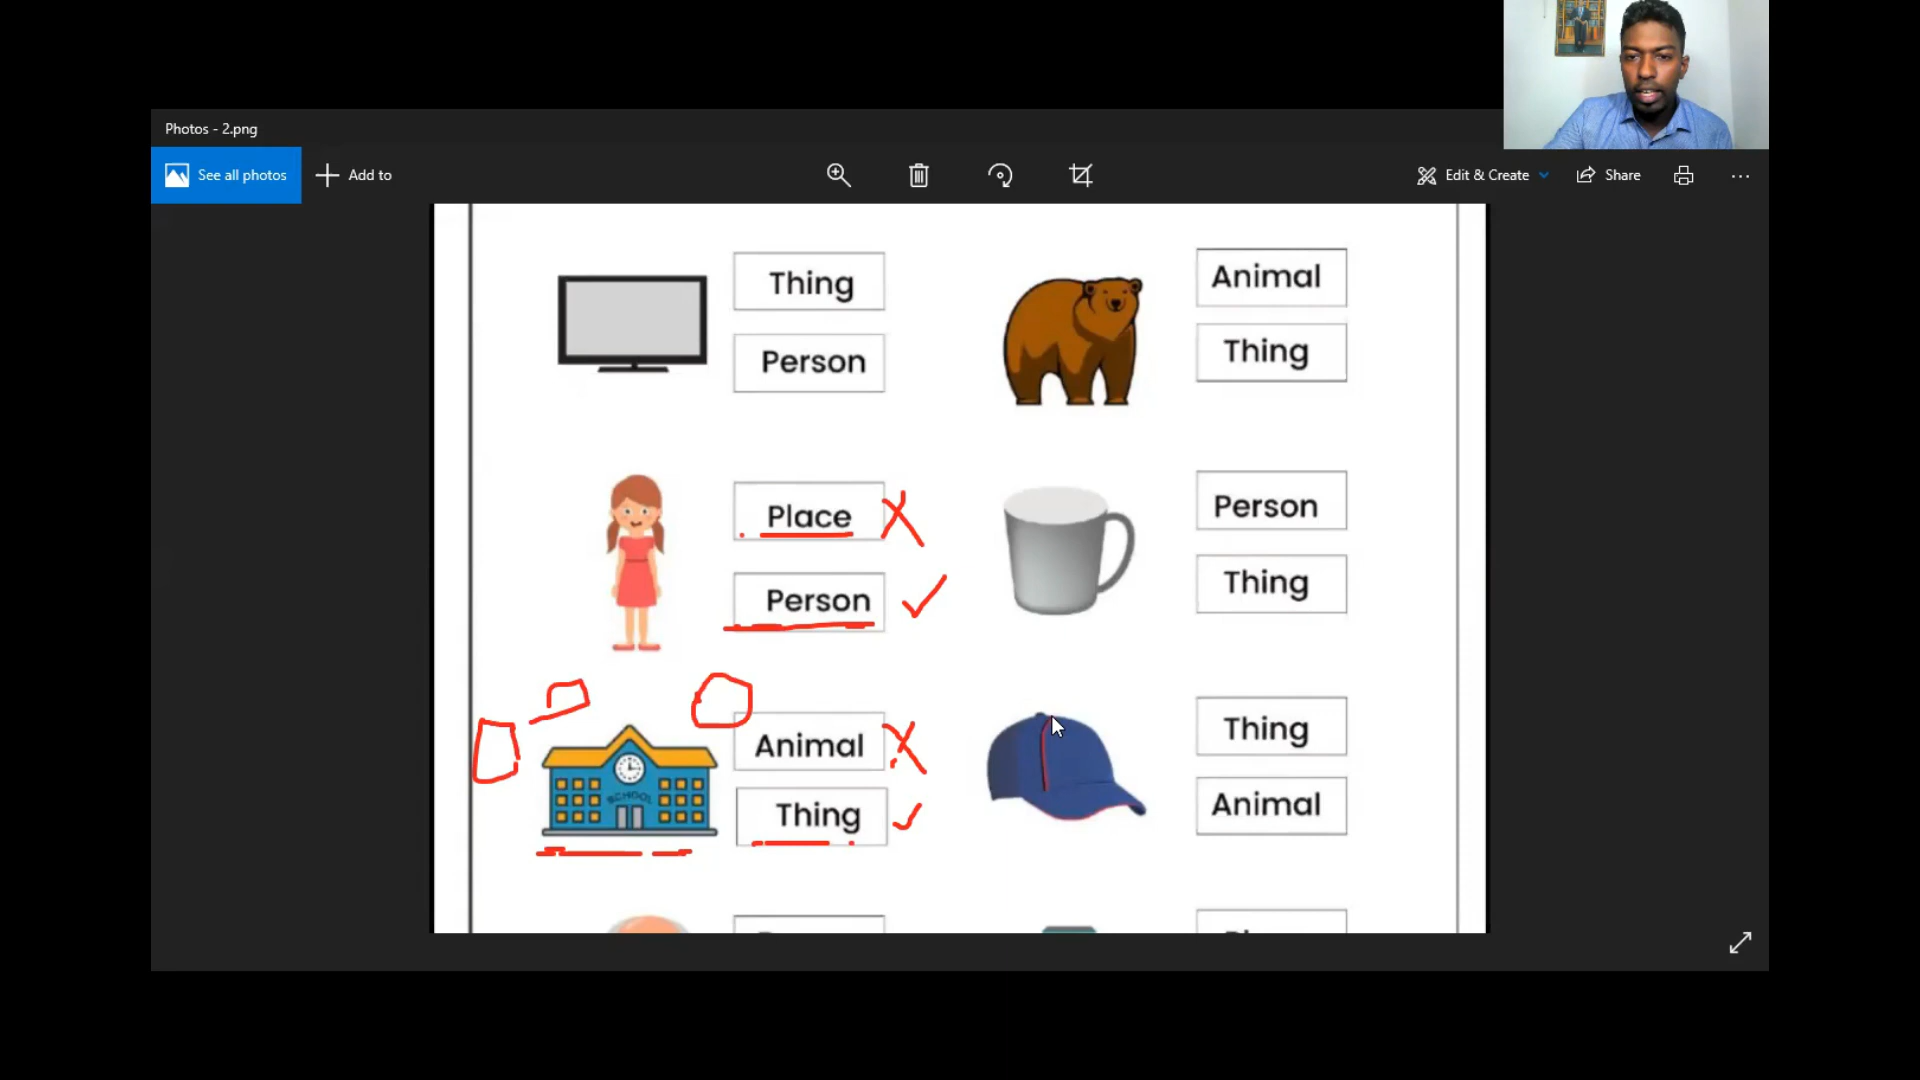 Photos - 2.png
See all photos
Add to
Edit & Create
Share
...
Thing
Person
Animal
Thing
Place
Person
Person
Thing
SCHOOL
Animal
Thing
Thing
Animal